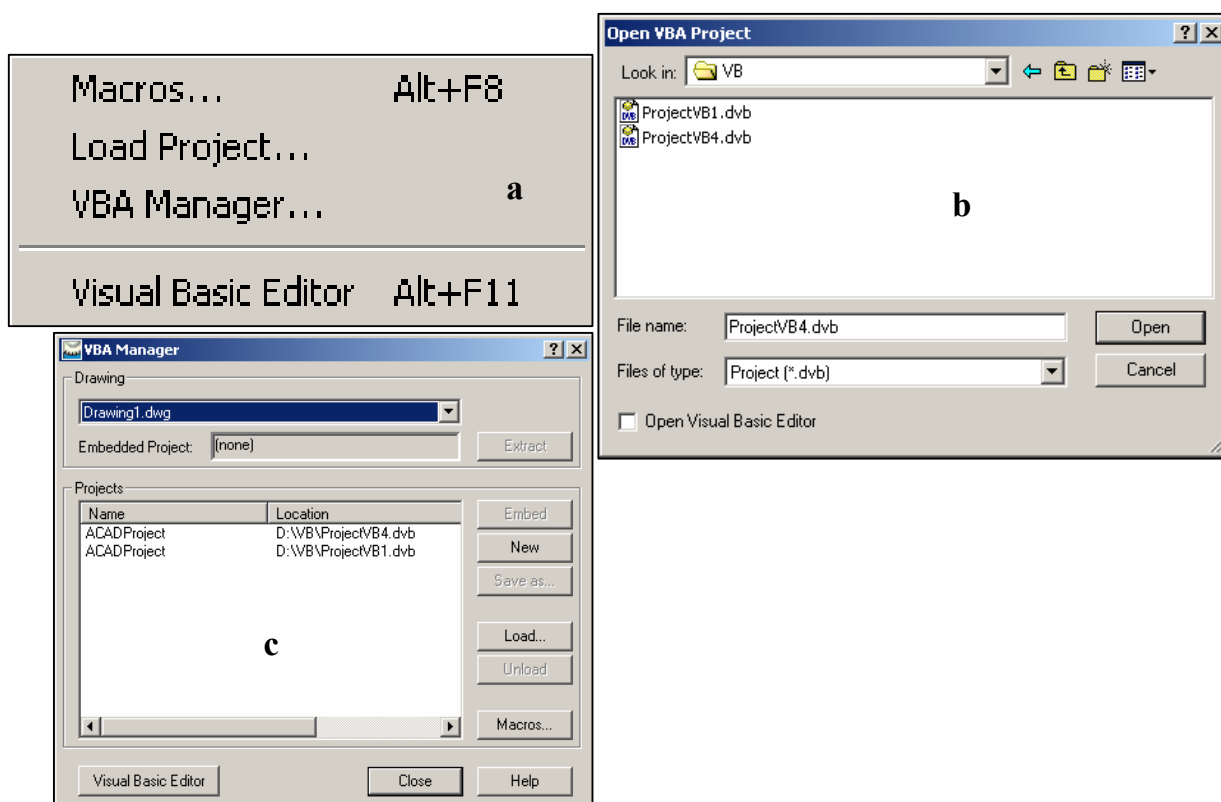 Macros... Alt+F8
Load Project...
VBA Manager...
a
Visual Basic Editor Alt+F11
Open VBA Project
Look in: VB
ProjectVB1.dvb
ProjectVB4.dvb
b
File name: ProjectVB4.dvb Open
Files of type: Project (*.dvb) Cancel
Open Visual Basic Editor
VBA Manager
Drawing
Drawing1.dwg
Embedded Project: (none) Extract
Projects
Name Location
ACADProject D:\VB\ProjectVB4.dvb
ACADProject D:\VB\ProjectVB1.dvb
c
Embed
New
Save as...
Load...
Unload
Macros...
Visual Basic Editor Close Help